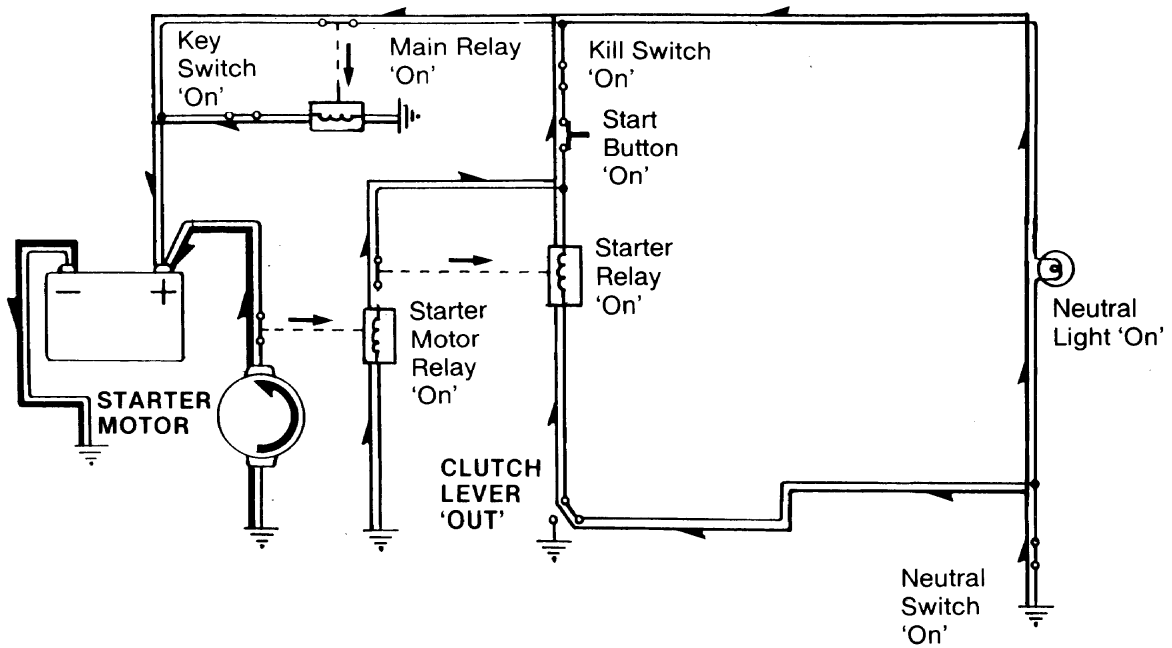 Key
Switch
‘On’
Main Relay
‘On’
Kill Switch
‘On’
Start
Button
‘On’
Starter
Relay
‘On’
Neutral
Light ‘On’
−
+
Starter
Motor
Relay
‘On’
STARTER
MOTOR
CLUTCH
LEVER
‘OUT’
Neutral
Switch
‘On’